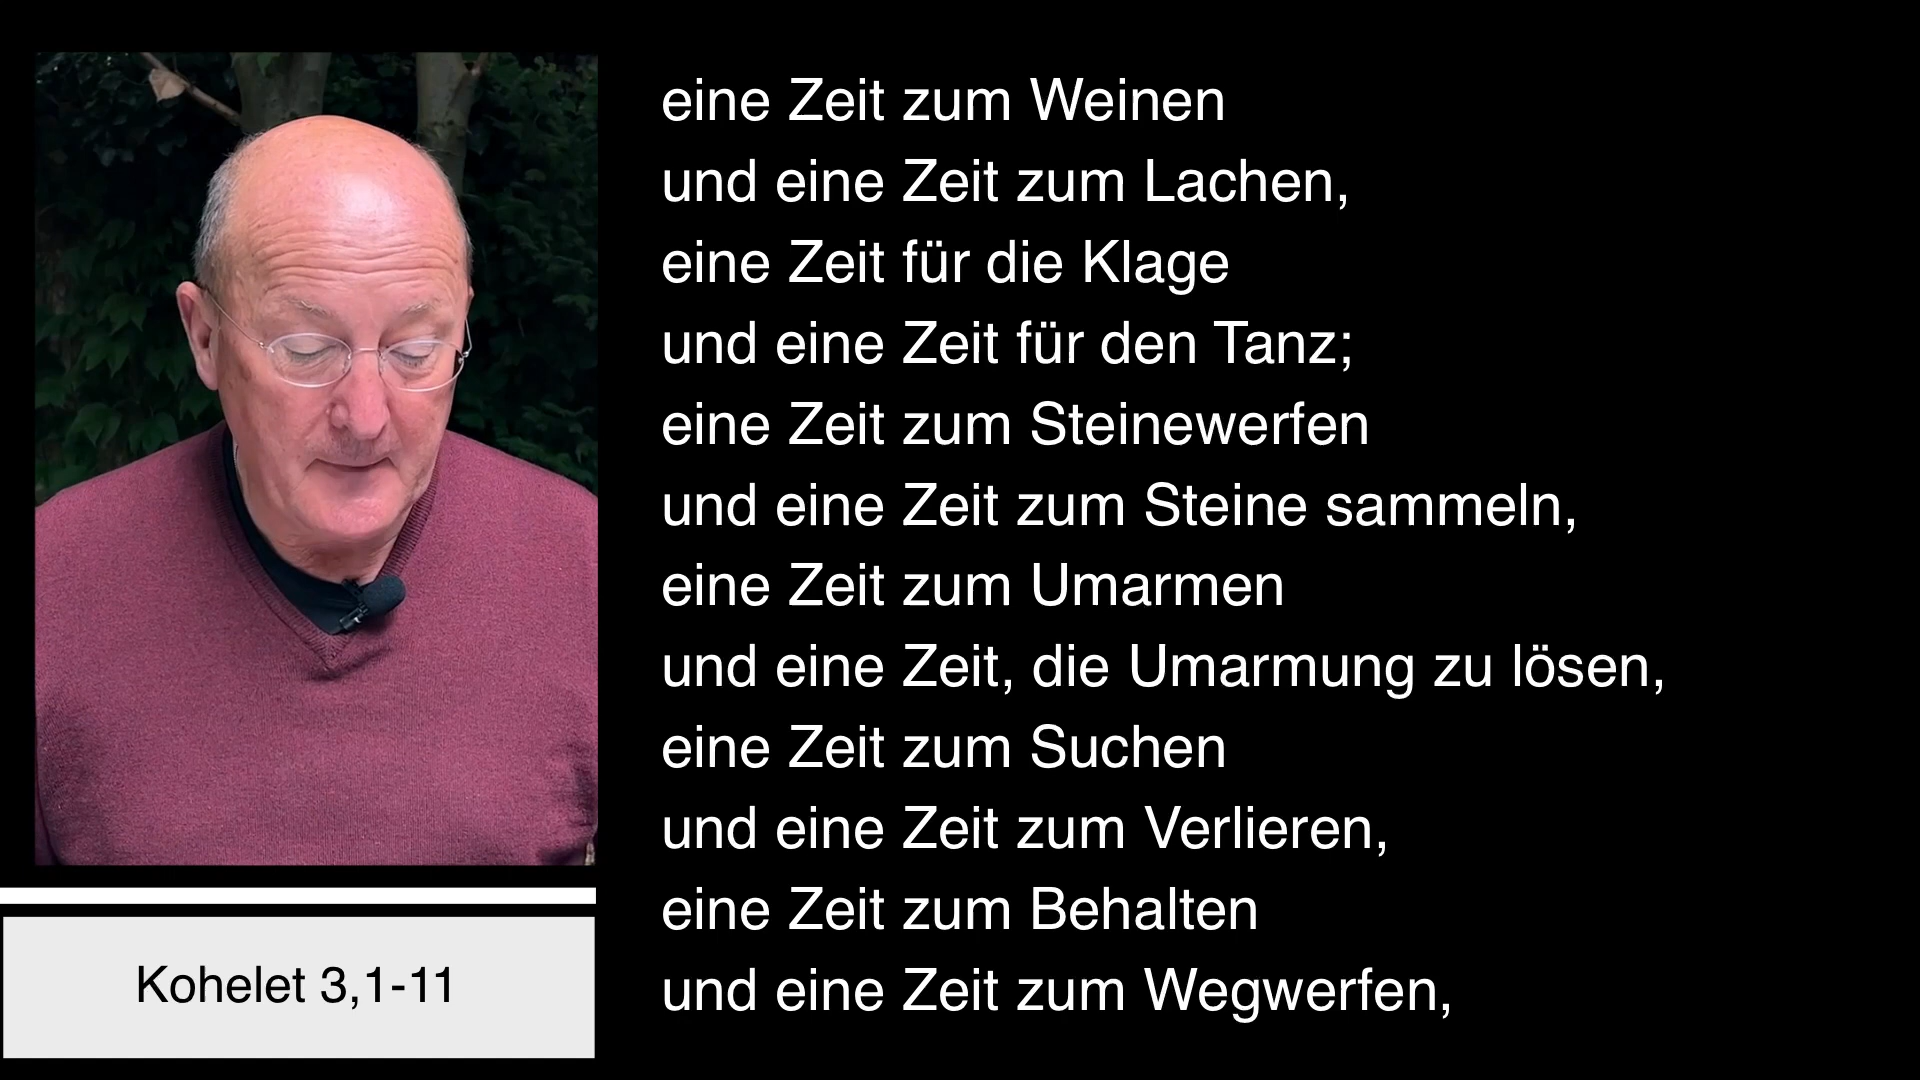 eine Zeit zum Weinen
und eine Zeit zum Lachen,
eine Zeit für die Klage
und eine Zeit für den Tanz;
eine Zeit zum Steinewerfen
und eine Zeit zum Steine sammeln,
eine Zeit zum Umarmen
und eine Zeit, die Umarmung zu lösen,
eine Zeit zum Suchen
und eine Zeit zum Verlieren,
eine Zeit zum Behalten
und eine Zeit zum Wegwerfen,
Kohelet 3,1-11